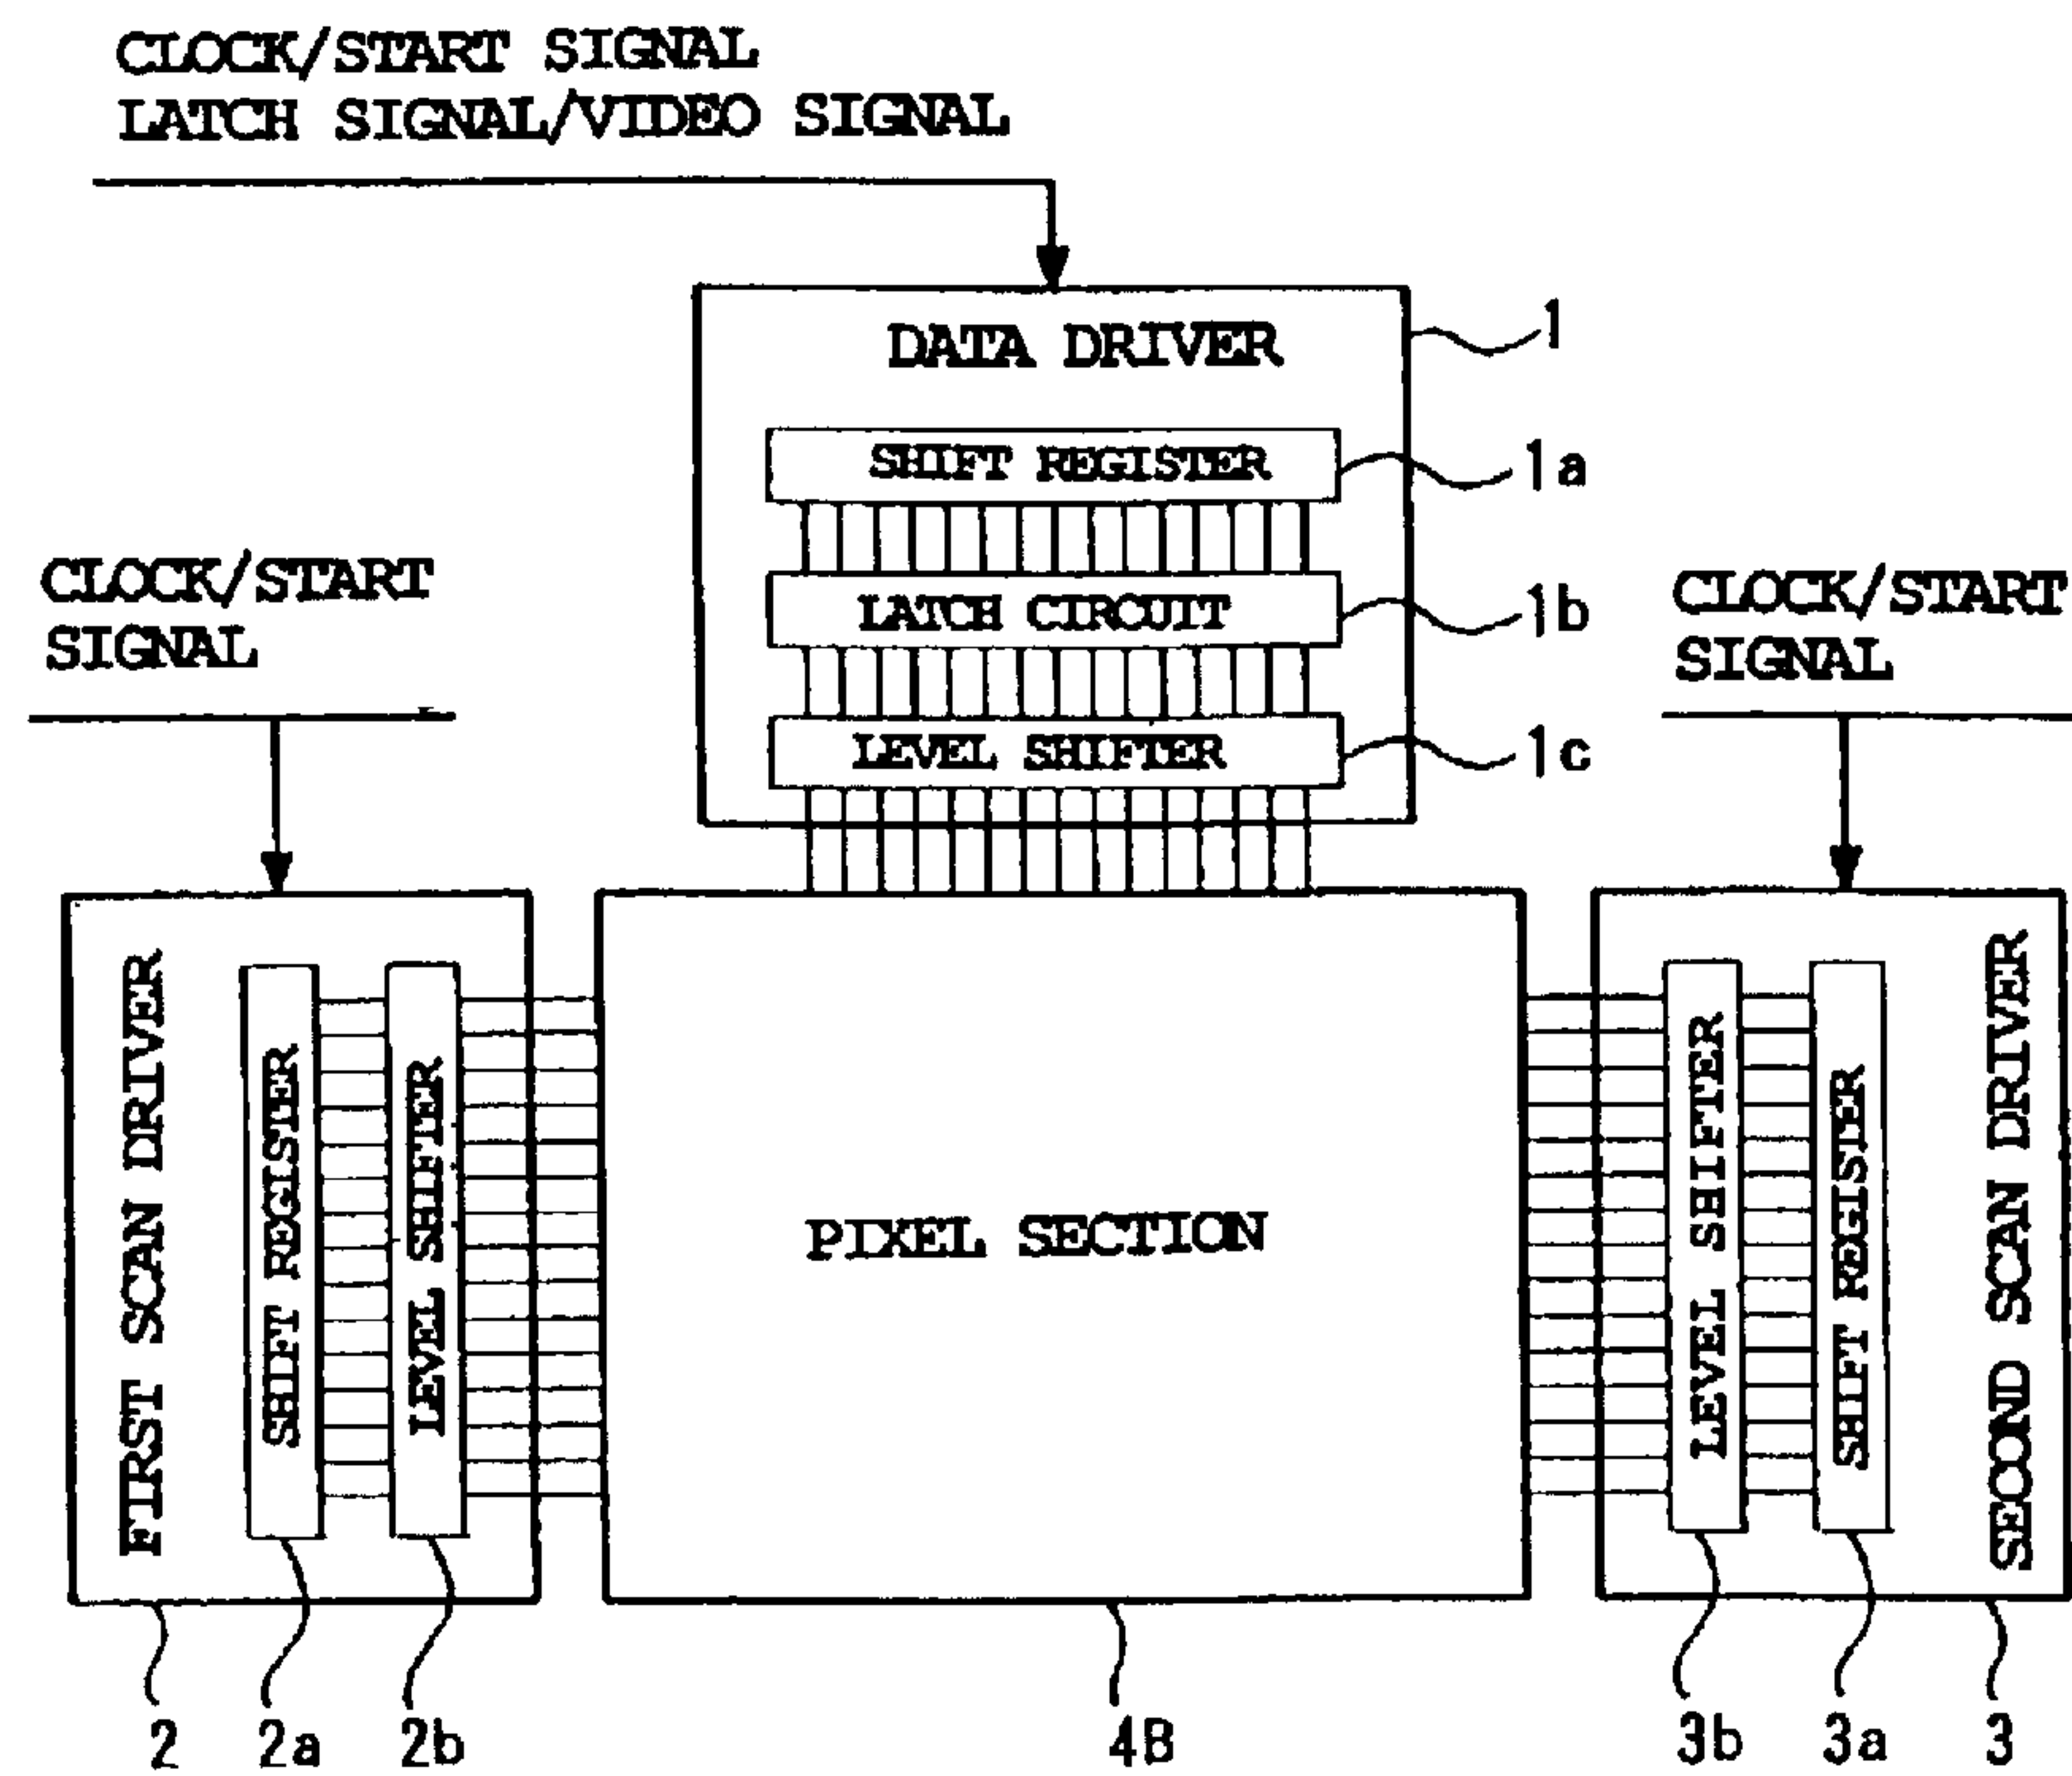 CLOCK/START SIGNAL
LATCH SIGNAL/VIDEO SIGNAL
DATA DRIVER
1
SHIFT REGISTER
1a
LATCH CIRCUIT
1b
LEVEL SHIFTER
1c
CLOCK/START
SIGNAL
CLOCK/START
SIGNAL
FIRST SCAN DRIVER
SHIFT REGISTER
LEVEL SHIFTER
PIXEL SECTION
LEVEL SHIFTER
SHIFT REGISTER
SECOND SCAN DRIVER
2
2a
2b
4B
3b
3a
3